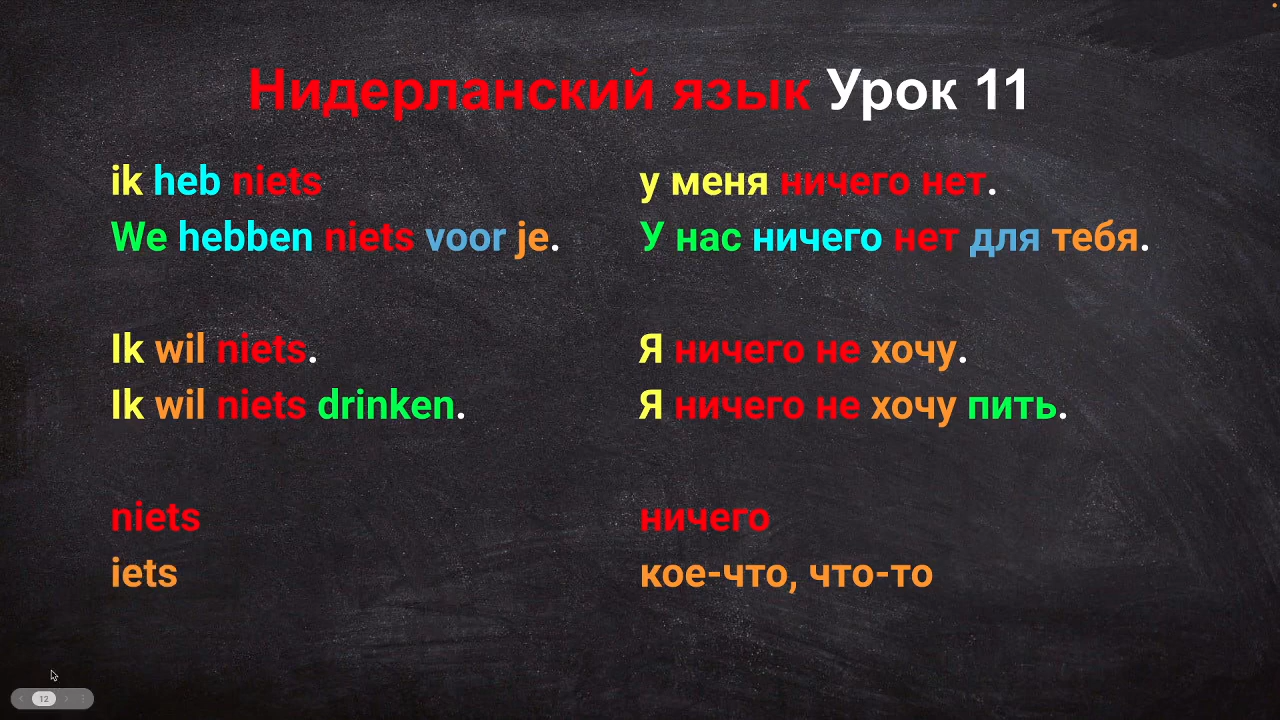 Нидерланский язык Урок 11
ik heb niets
у меня ничего нет.
We hebben niets voor je.
У нас ничего нет для тебя.
Ik wil niets.
Я ничего не хочу.
Ik wil niets drinken.
Я ничего не хочу пить.
niets
ничего
iets
кое-что, что-то
12